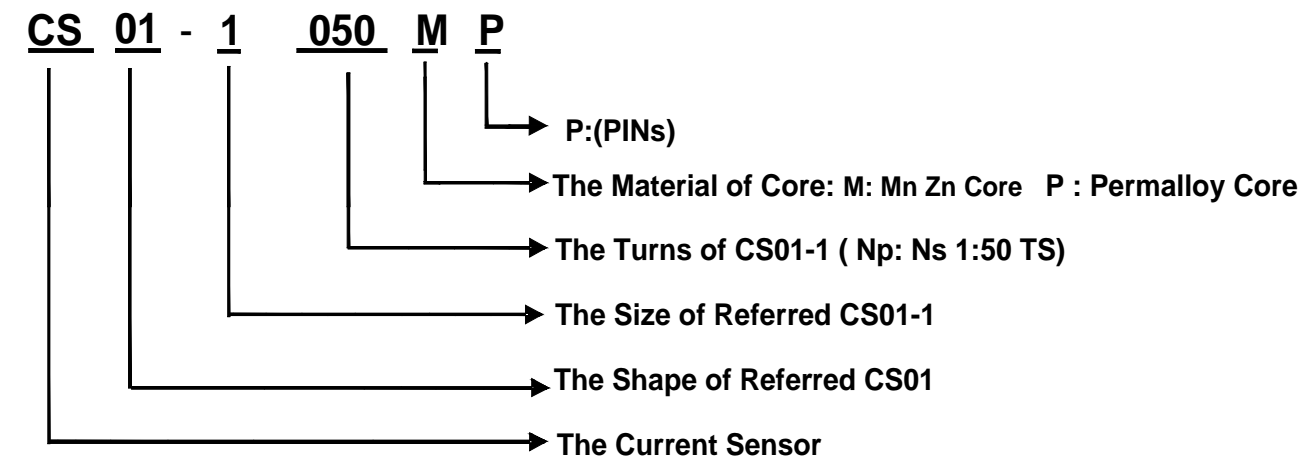 CS 01 - 1 050 M P
P:(PINs)
The Material of Core: M: Mn Zn Core P : Permalloy Core
The Turns of CS01-1 ( Np: Ns 1:50 TS)
The Size of Referred CS01-1
The Shape of Referred CS01
The Current Sensor